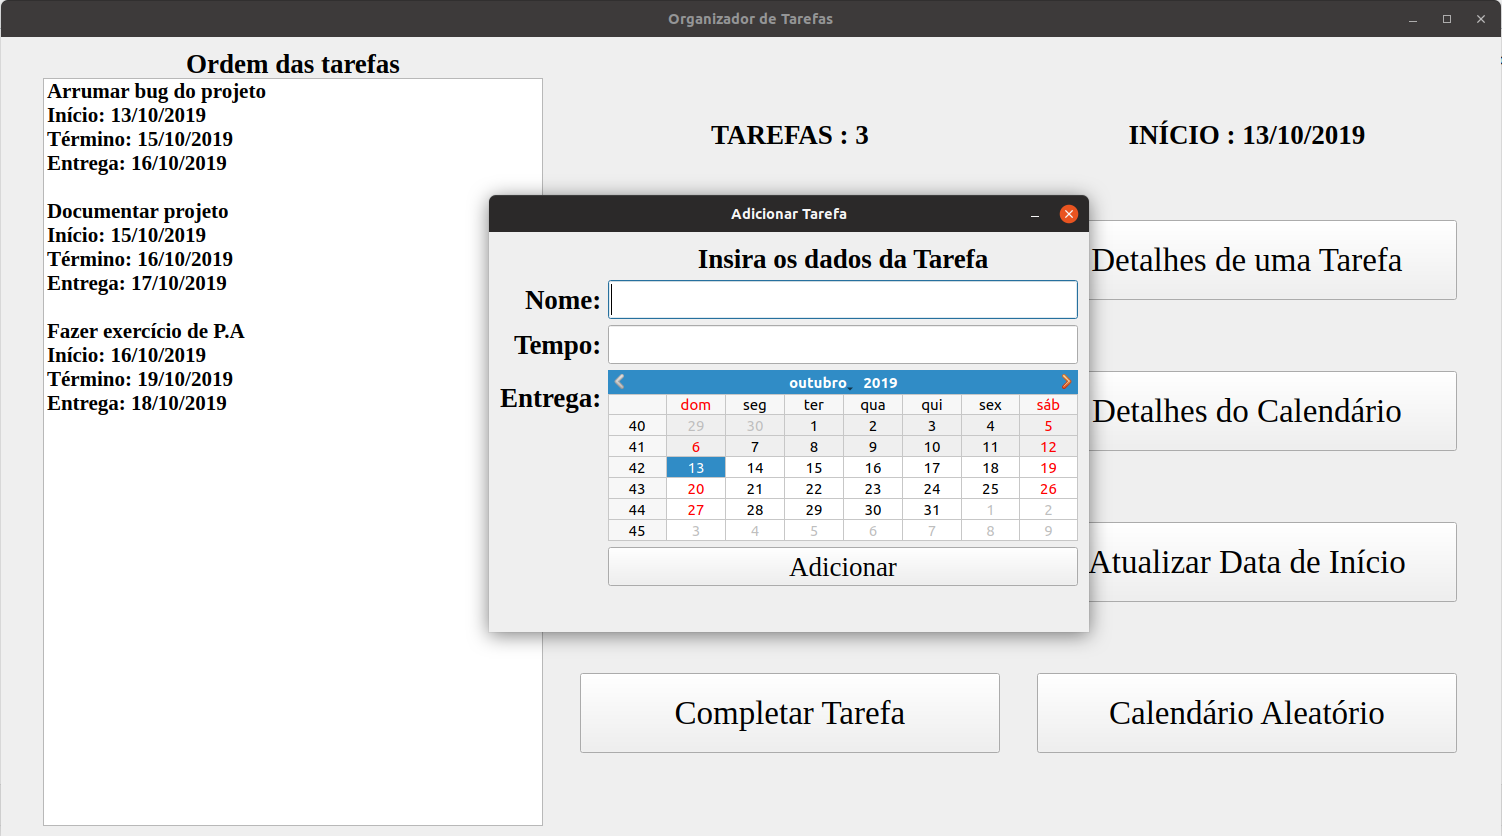 Organizador de Tarefas
Ordem das tarefas
Arrumar bug do projeto
Início: 13/10/2019
Término: 15/10/2019
Entrega: 16/10/2019
Documentar projeto
Início: 15/10/2019
Término: 16/10/2019
Entrega: 17/10/2019
Fazer exercício de P.A
Início: 16/10/2019
Término: 19/10/2019
Entrega: 18/10/2019
TAREFAS : 3
INÍCIO : 13/10/2019
Adicionar Tarefa
Insira os dados da Tarefa
Nome:
Tempo:
Entrega:
outubro 2019
dom seg ter qua qui sex sáb
40 29 30 1 2 3 4 5
41 6 7 8 9 10 11 12
42 13 14 15 16 17 18 19
43 20 21 22 23 24 25 26
44 27 28 29 30 31 1 2
45 3 4 5 6 7 8 9
Adicionar
Detalhes de uma Tarefa
Detalhes do Calendário
Atualizar Data de Início
Completar Tarefa
Calendário Aleatório